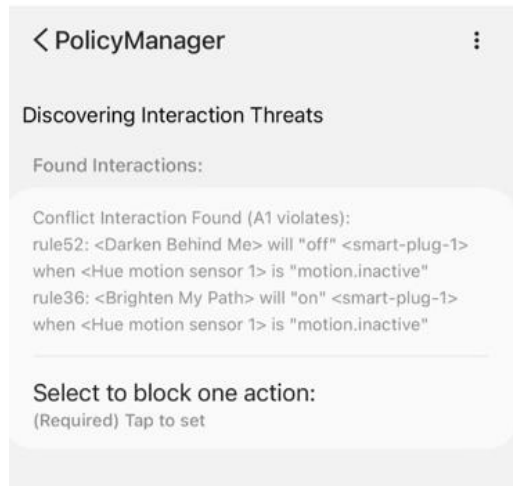 < PolicyManager
Discovering Interaction Threats
Found Interactions:
Conflict Interaction Found (A1 violates):
rule52: <Darken Behind Me> will "off" <smart-plug-1>
when <Hue motion sensor 1> is "motion.inactive"
rule36: <Brighten My Path> will "on" <smart-plug-1>
when <Hue motion sensor 1> is "motion.inactive"
Select to block one action:
(Required) Tap to set